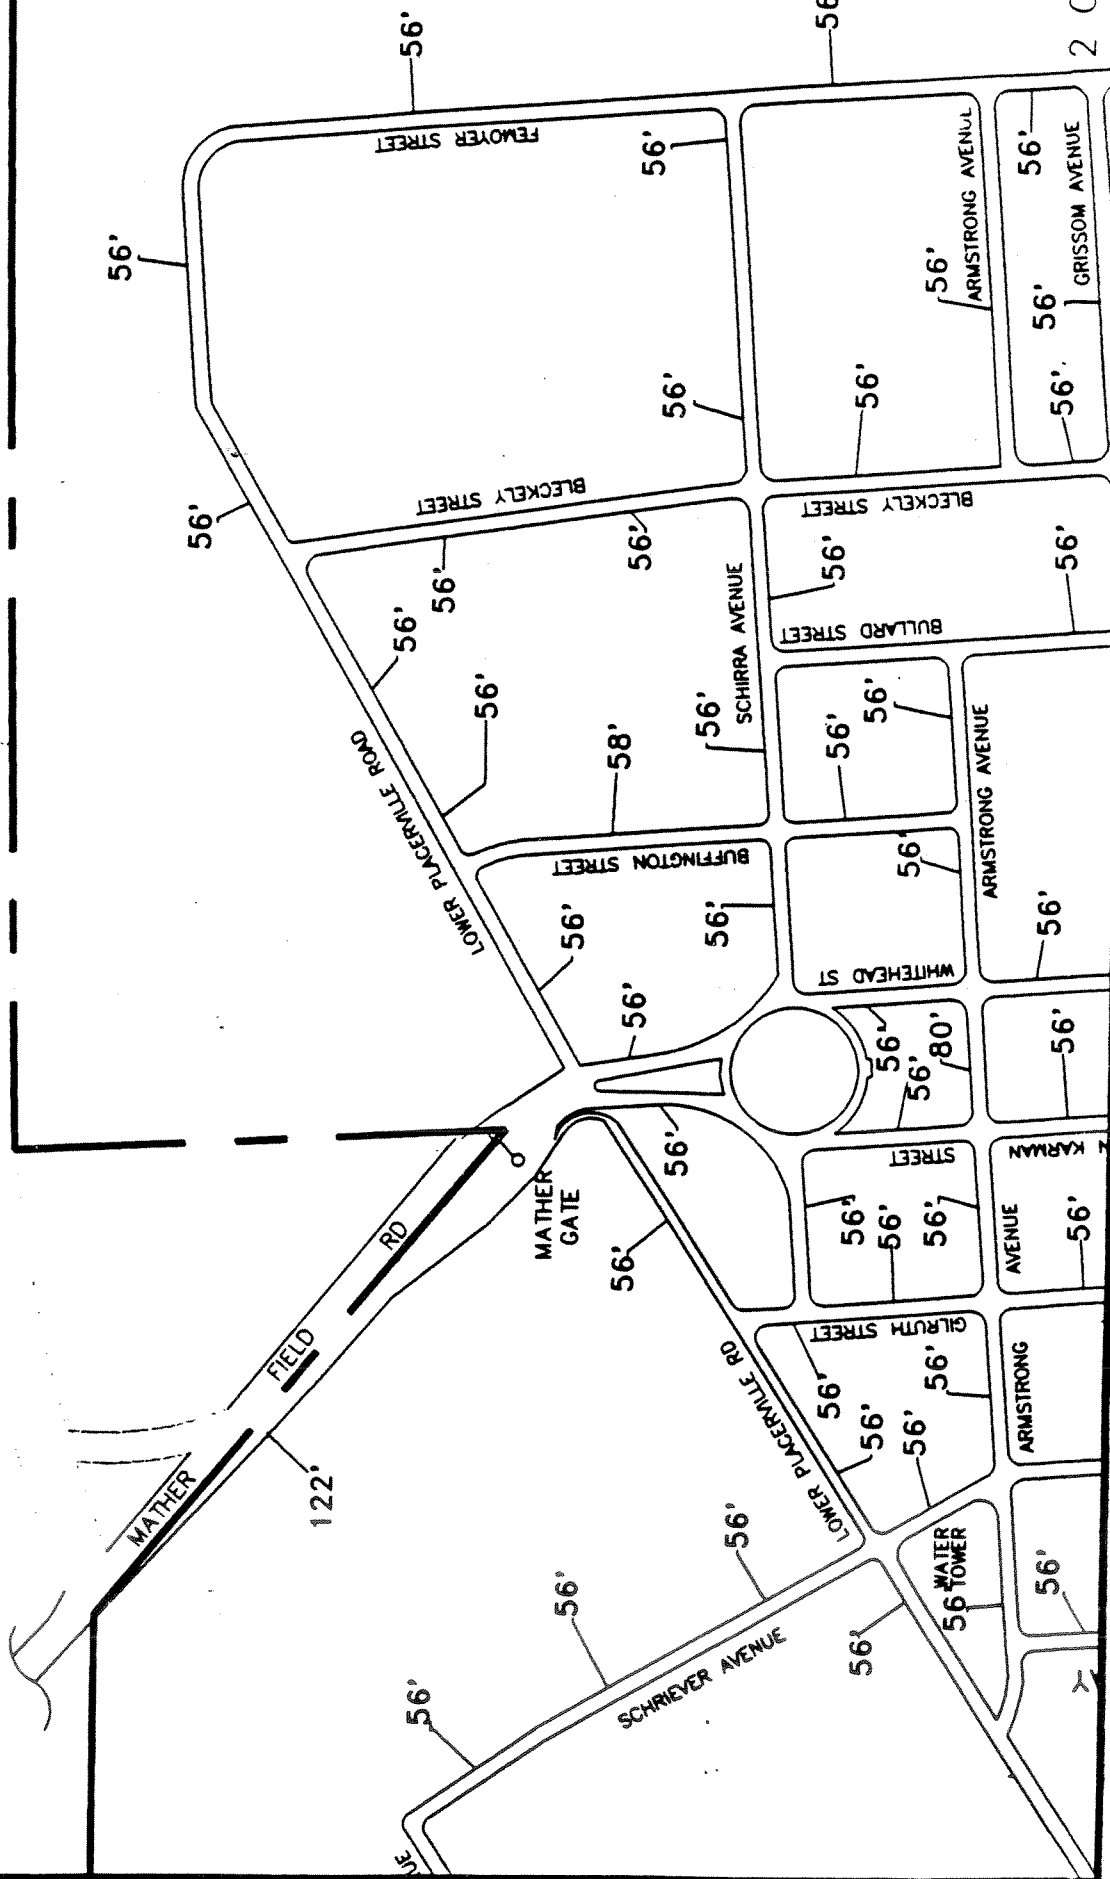 56'
56'
2
FEMOYER STREET
56'
56'
ARMSTRONG AVENUE
56'
GRISSOM AVENUE
56'
56'
56'
56'
56'
56'
56'
BLECKELY STREET
BLECKELY STREET
56'
56'
SCHIRRA AVENUE
56'
56'
BULLARD STREET
56'
56'
56'
56'
56'
58'
LOWER PLACERVILLE ROAD
ARMSTRONG AVENUE
BUFFINGTON STREET
56'
56'
56'
WHITEHEAD ST
56'
56'
56'
80'
56'
56'
56'
STREET
KARMAN
MATHER
GATE
RD
56'
56'
56'
56'
AVENUE
56'
GILRUTH STREET
FIELD
LOWER PLACERVILLE RD
56'
56'
56'
56'
ARMSTRONG
MATHER
122'
56'
LOWER PLACERVILLE
56'
WATER
TOWER
56'
56'
56'
SCHRIEVER AVENUE
56'
UE